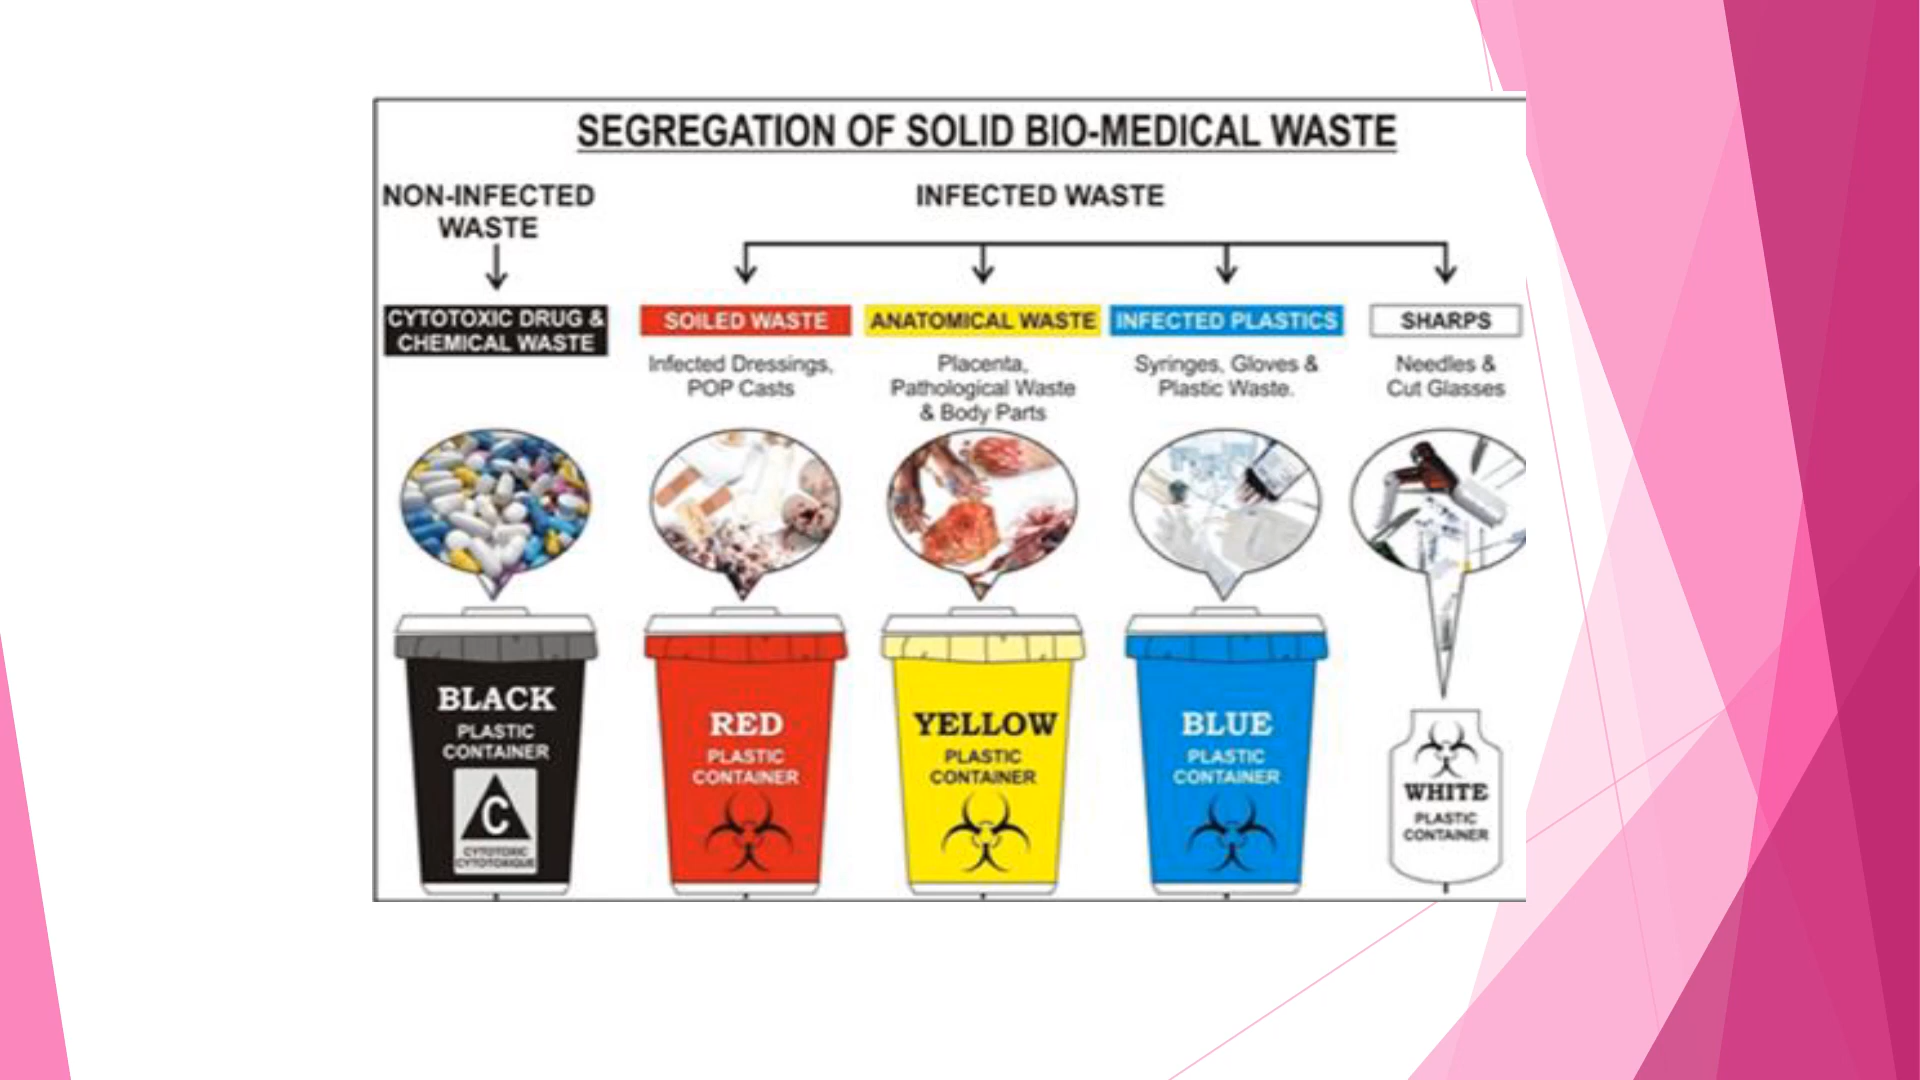 SEGREGATION OF SOLID BIO-MEDICAL WASTE
NON-INFECTED
WASTE
INFECTED WASTE
CYTOTOXIC DRUG &
CHEMICAL WASTE
SOILED WASTE
Infected Dressings,
POP Casts
ANATOMICAL WASTE
Placenta,
Pathological Waste
& Body Parts
INFECTED PLASTICS
Syringes, Gloves &
Plastic Waste.
SHARPS
Needles &
Cut Glasses
BLACK
PLASTIC
CONTAINER
C
CYTOTOXIC
CYTOTOXIQUE
RED
PLASTIC
CONTAINER
YELLOW
PLASTIC
CONTAINER
BLUE
PLASTIC
CONTAINER
WHITE
PLASTIC
CONTAINER